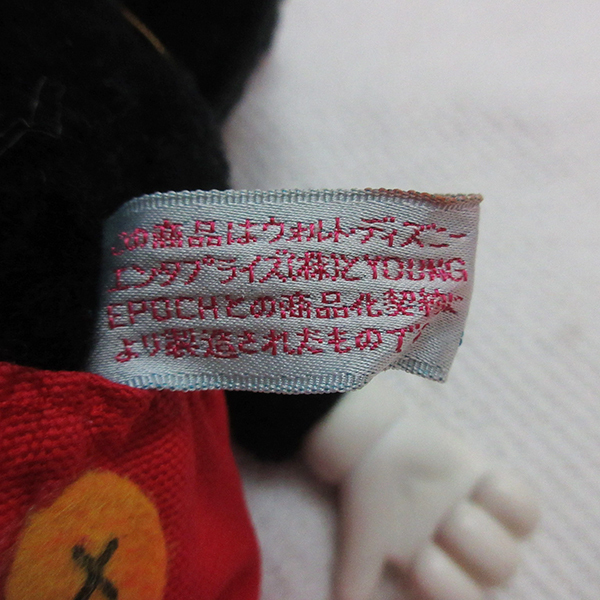 この商品はウォルト・ディズニー
エンタプライズ(株)とYOUNG
EPOCHとの商品化契約に
より製造されたものです